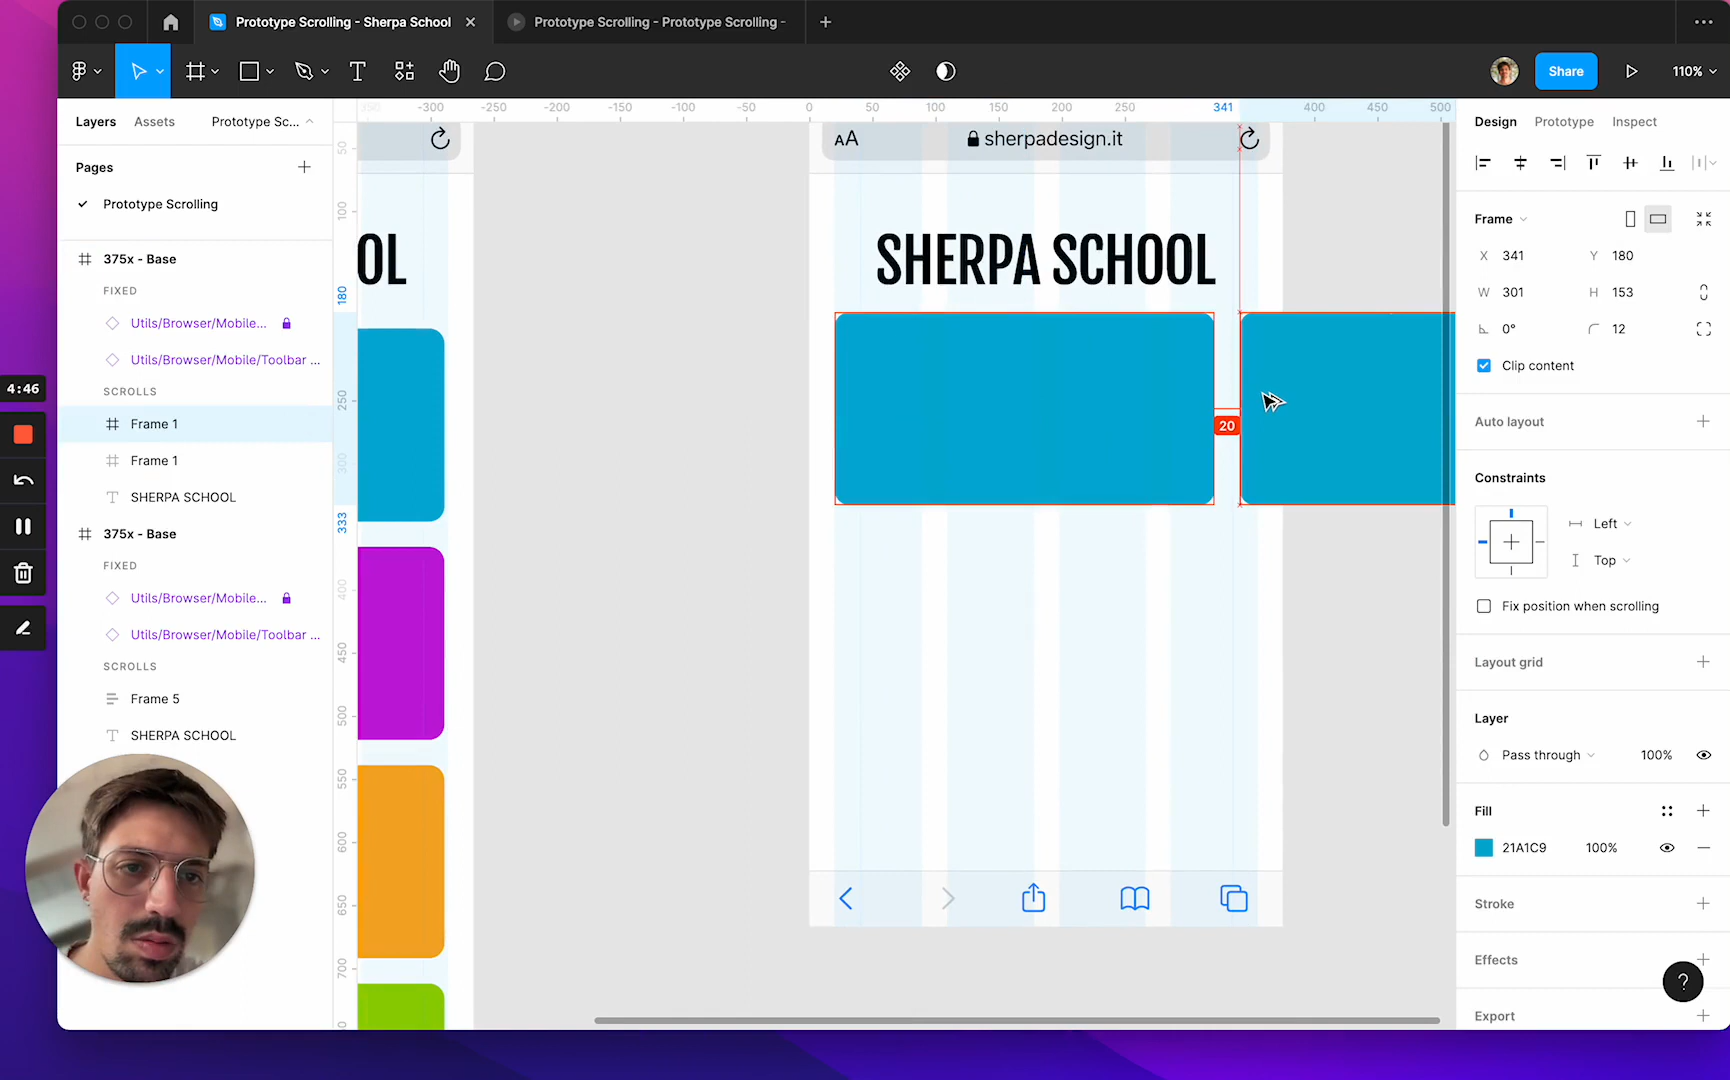 Prototype Scrolling - Sherpa School
Prototype Scrolling - Prototype Scrolling -
Share
110%
Layers
Assets
Prototype Sc...
Pages
Prototype Scrolling
375x - Base
FIXED
Utils/Browser/Mobile...
Utils/Browser/Mobile/Toolbar ...
SCROLLS
Frame 1
Frame 1
SHERPA SCHOOL
375x - Base
FIXED
Utils/Browser/Mobile...
Utils/Browser/Mobile/Toolbar ...
SCROLLS
Frame 5
SHERPA SCHOOL
4:46
350 -300 -250 -200 -150 -100 -50 0 50 100 150 200 250 341 400 450 500
50
100
180
250
300
333
400
450
500
550
600
650
700
OL
AA
sherpadesign.it
SHERPA SCHOOL
20
Design
Prototype
Inspect
Frame
X 341
Y 180
W 301
H 153
0°
12
Clip content
Auto layout
Constraints
Left
Top
Fix position when scrolling
Layout grid
Layer
Pass through
100%
Fill
21A1C9
100%
Stroke
Effects
?
Export